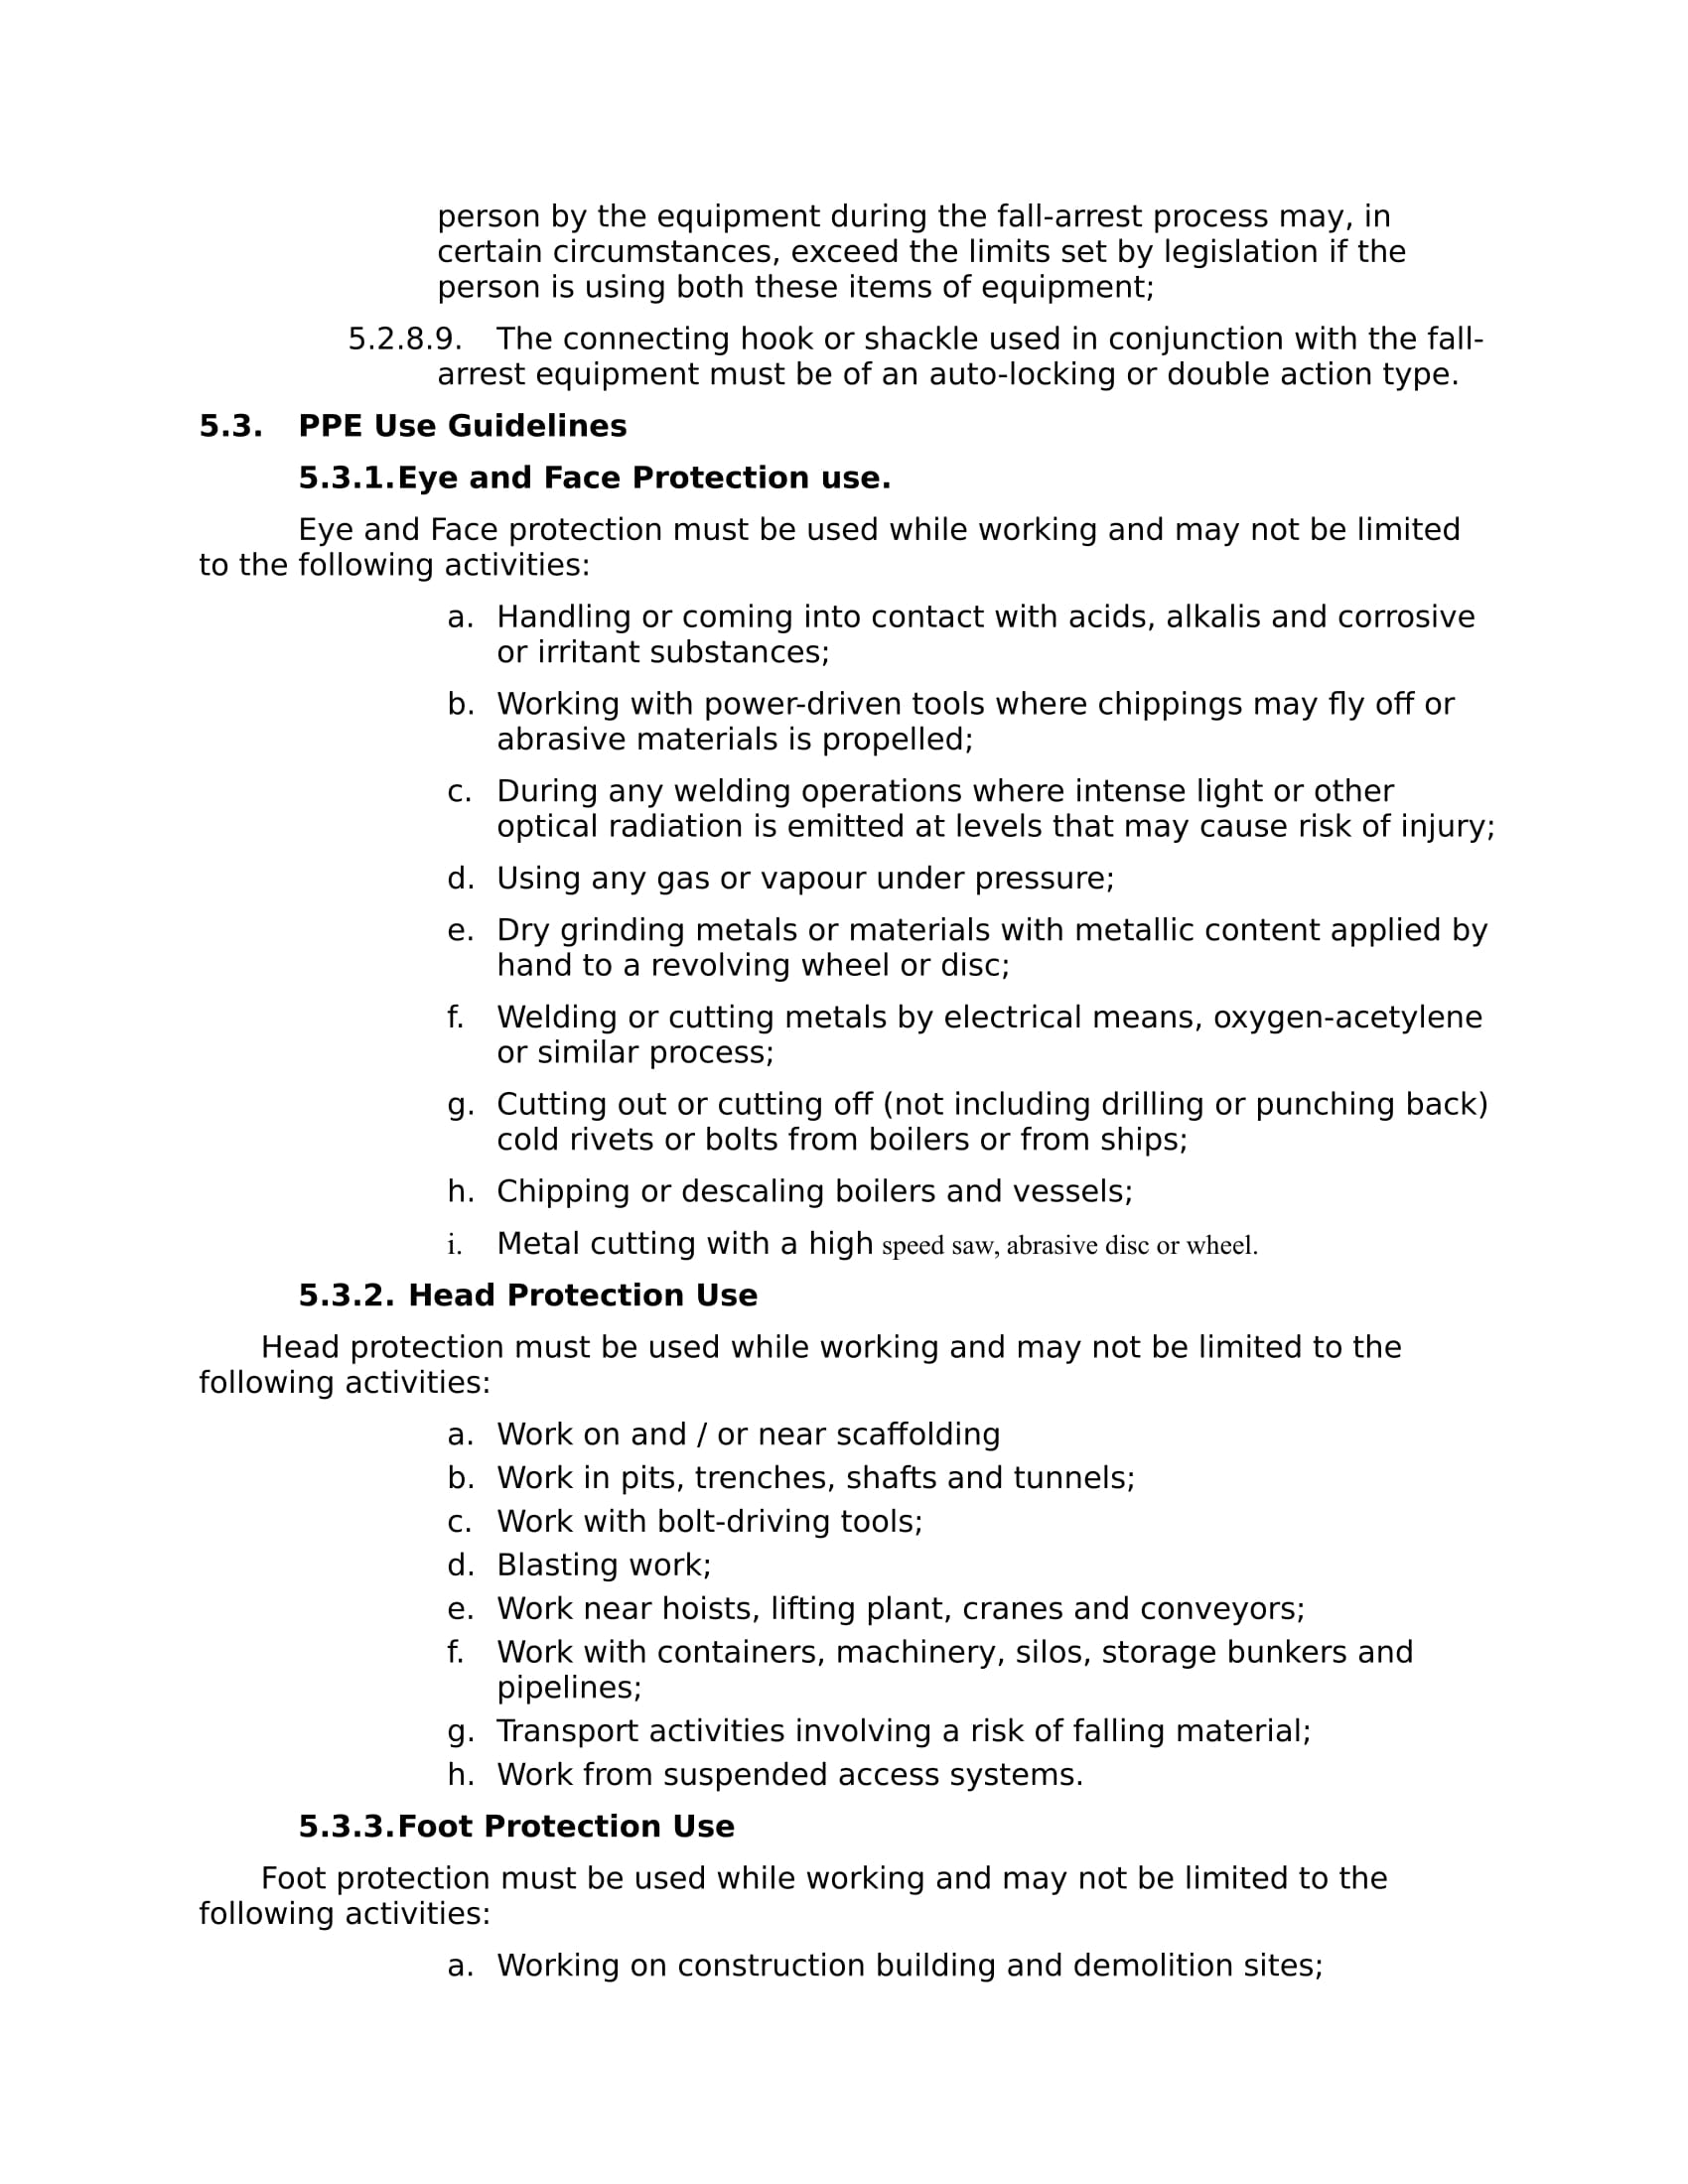 person by the equipment during the fall-arrest process may, in
certain circumstances, exceed the limits set by legislation if the
person is using both these items of equipment;
5.2.8.9. The connecting hook or shackle used in conjunction with the fall-
arrest equipment must be of an auto-locking or double action type.
5.3. PPE Use Guidelines
5.3.1.Eye and Face Protection use.
Eye and Face protection must be used while working and may not be limited
to the following activities:
a. Handling or coming into contact with acids, alkalis and corrosive
or irritant substances;
b. Working with power-driven tools where chippings may fly off or
abrasive materials is propelled;
c. During any welding operations where intense light or other
optical radiation is emitted at levels that may cause risk of injury;
d. Using any gas or vapour under pressure;
e. Dry grinding metals or materials with metallic content applied by
hand to a revolving wheel or disc;
f. Welding or cutting metals by electrical means, oxygen-acetylene
or similar process;
g. Cutting out or cutting off (not including drilling or punching back)
cold rivets or bolts from boilers or from ships;
h. Chipping or descaling boilers and vessels;
i. Metal cutting with a high speed saw, abrasive disc or wheel.
5.3.2. Head Protection Use
Head protection must be used while working and may not be limited to the
following activities:
a. Work on and / or near scaffolding
b. Work in pits, trenches, shafts and tunnels;
c. Work with bolt-driving tools;
d. Blasting work;
e. Work near hoists, lifting plant, cranes and conveyors;
f. Work with containers, machinery, silos, storage bunkers and
pipelines;
g. Transport activities involving a risk of falling material;
h. Work from suspended access systems.
5.3.3.Foot Protection Use
Foot protection must be used while working and may not be limited to the
following activities:
a. Working on construction building and demolition sites;